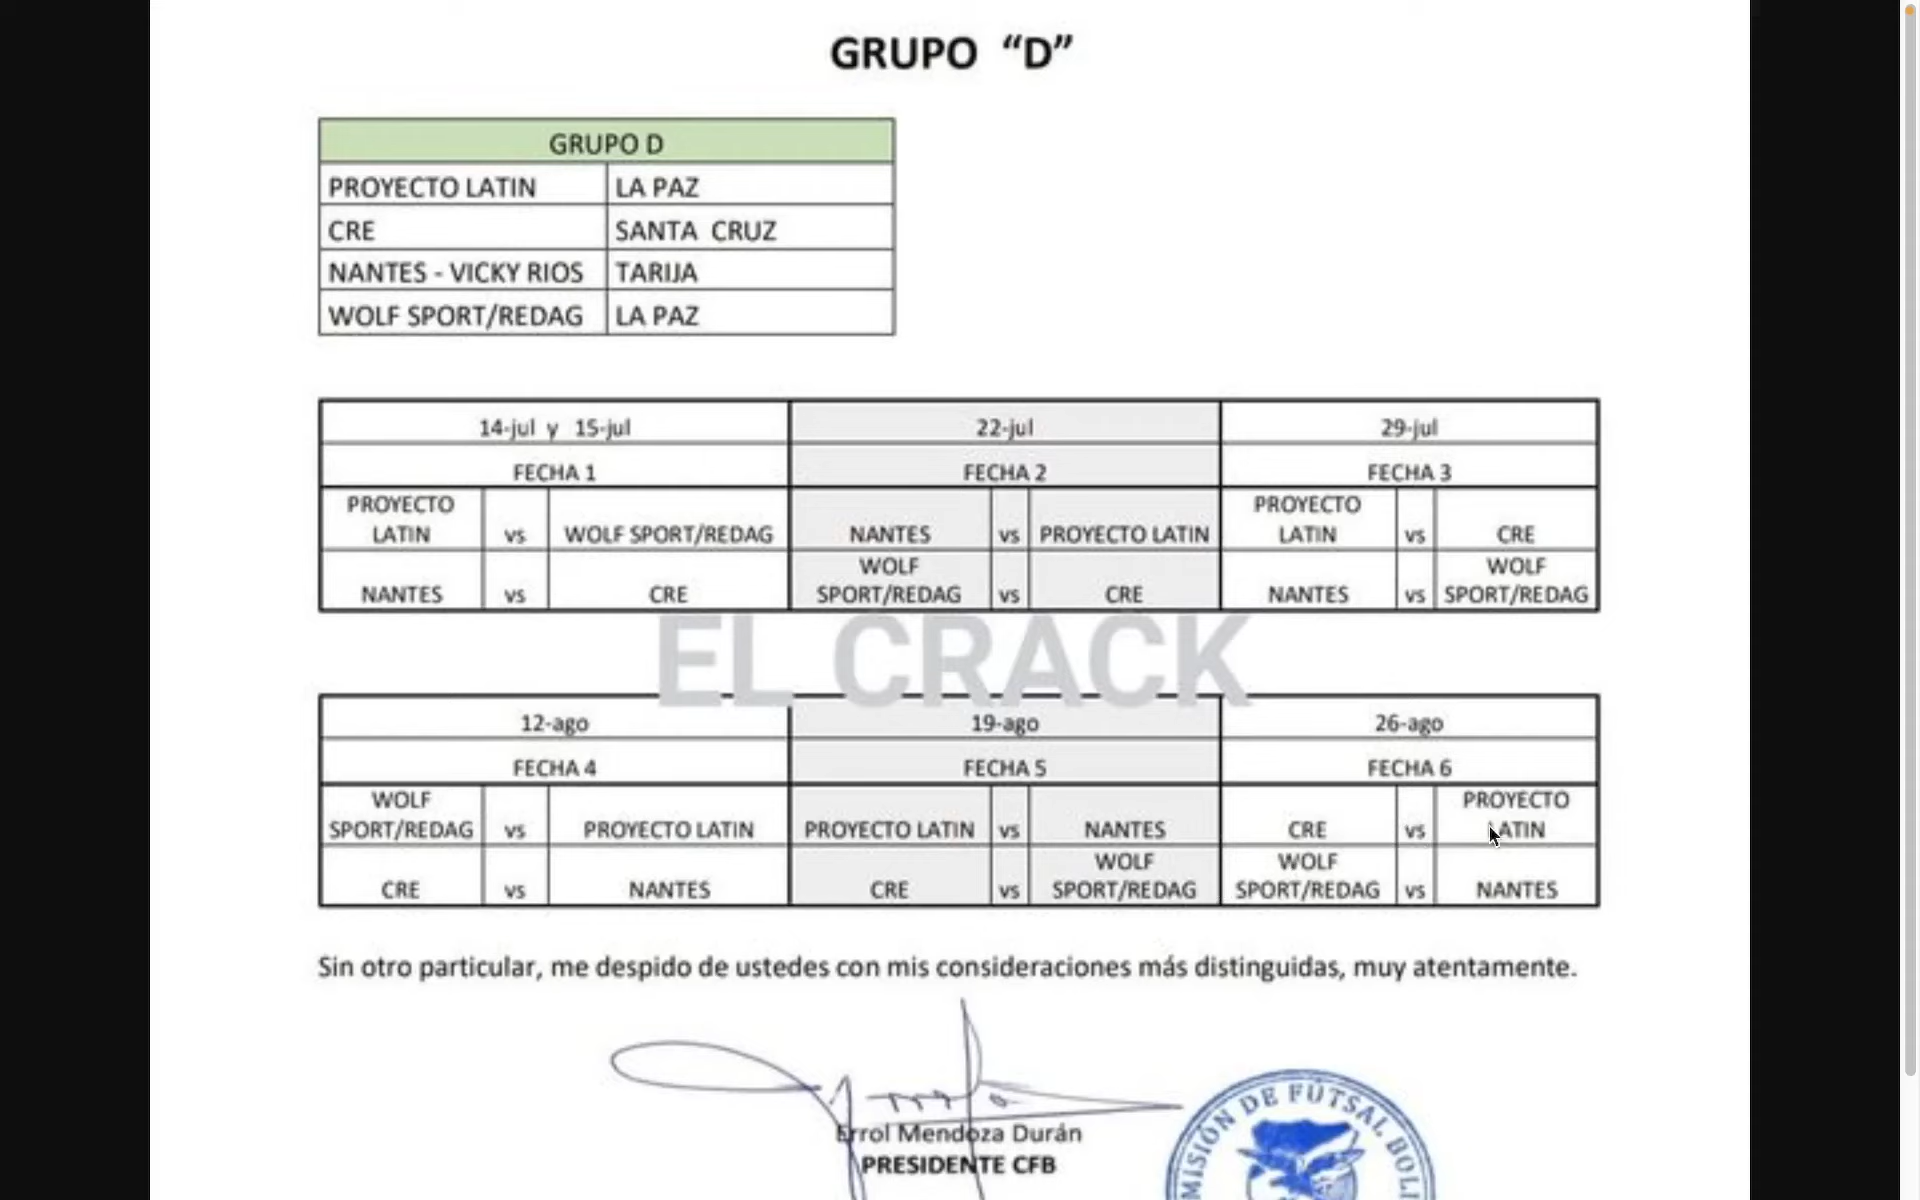 GRUPO “D”
GRUPO D
PROYECTO LATIN LA PAZ
CRE SANTA CRUZ
NANTES - VICKY RIOS TARIJA
WOLF SPORT/REDAG LA PAZ
14-jul y 15-jul 22-jul 29-jul
FECHA 1 FECHA 2 FECHA 3
PROYECTO LATIN vs WOLF SPORT/REDAG NANTES vs PROYECTO LATIN PROYECTO LATIN vs CRE
NANTES vs CRE WOLF SPORT/REDAG vs CRE NANTES vs WOLF SPORT/REDAG
EL CRACK
12-ago 19-ago 26-ago
FECHA 4 FECHA 5 FECHA 6
WOLF SPORT/REDAG vs PROYECTO LATIN PROYECTO LATIN vs NANTES CRE vs PROYECTO LATIN
CRE vs NANTES CRE vs WOLF SPORT/REDAG WOLF SPORT/REDAG vs NANTES
Sin otro particular, me despido de ustedes con mis consideraciones más distinguidas, muy atentamente.
Errol Mendoza Durán
PRESIDENTE CFB
MISIÓN DE FÚTSAL BOLI